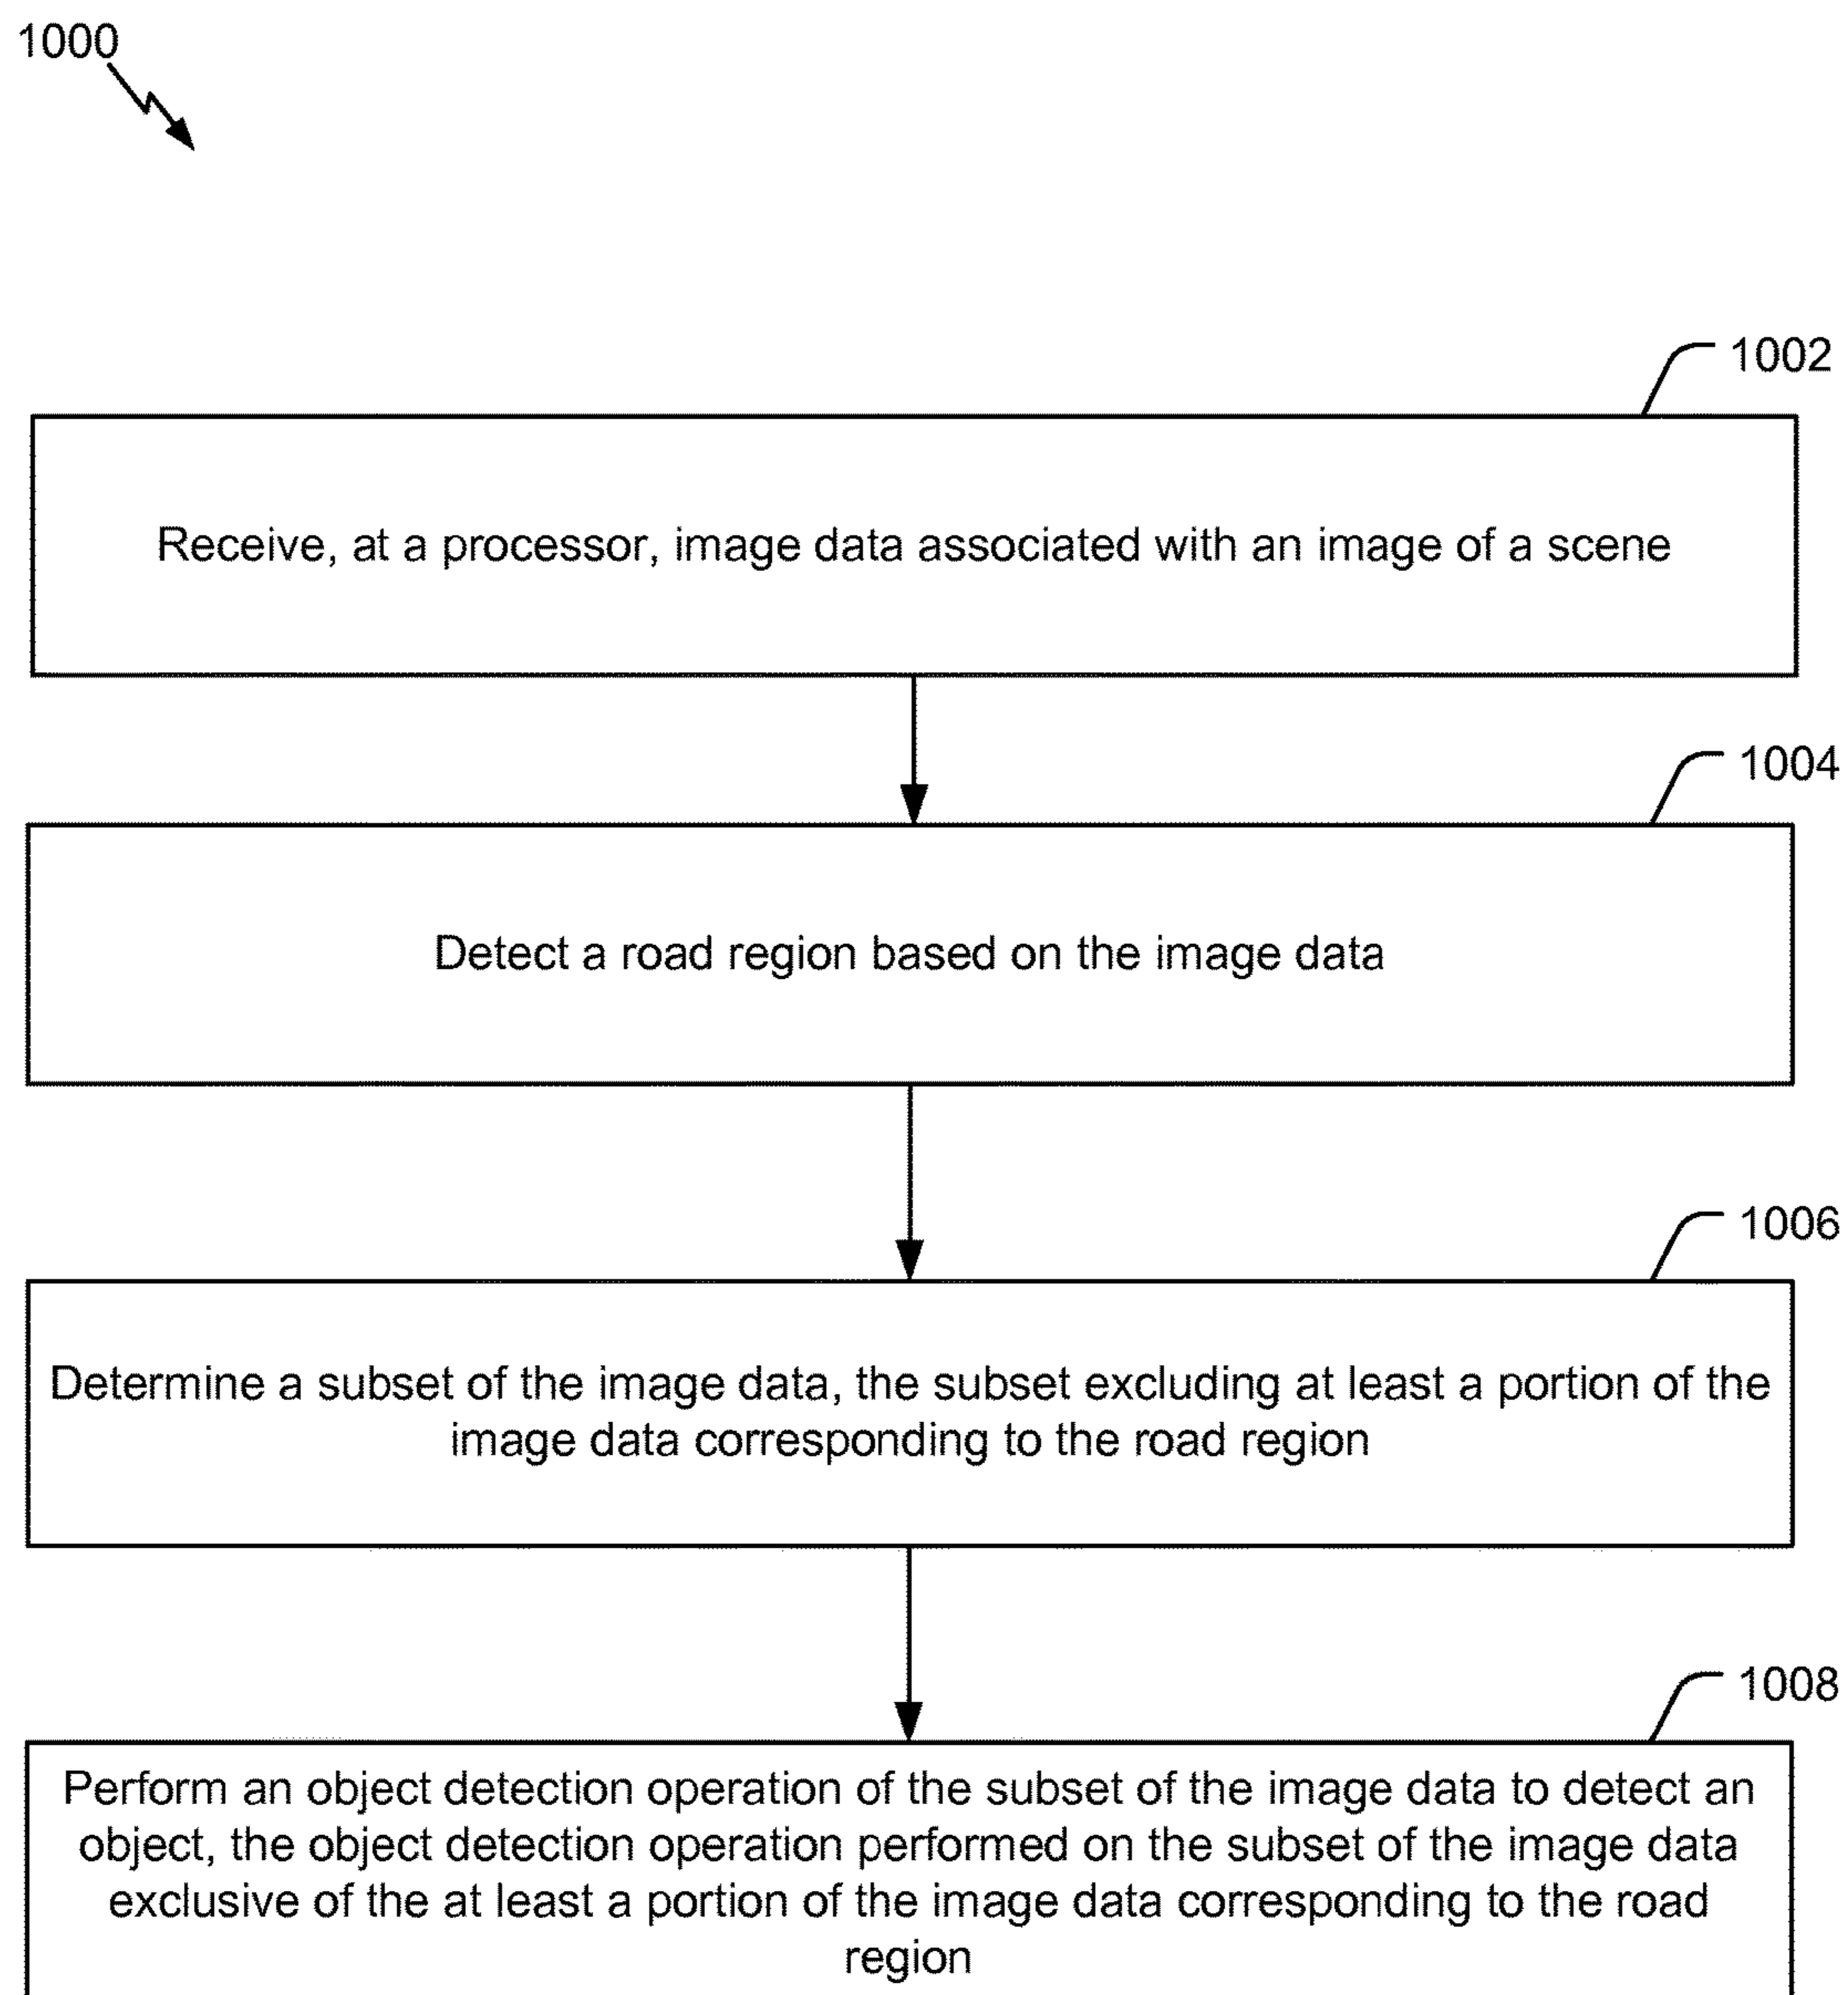 1000
1002
Receive, at a processor, image data associated with an image of a scene
1004
Detect a road region based on the image data
1006
Determine a subset of the image data, the subset excluding at least a portion of the
image data corresponding to the road region
1008
Perform an object detection operation of the subset of the image data to detect an
object, the object detection operation performed on the subset of the image data
exclusive of the at least a portion of the image data corresponding to the road
region